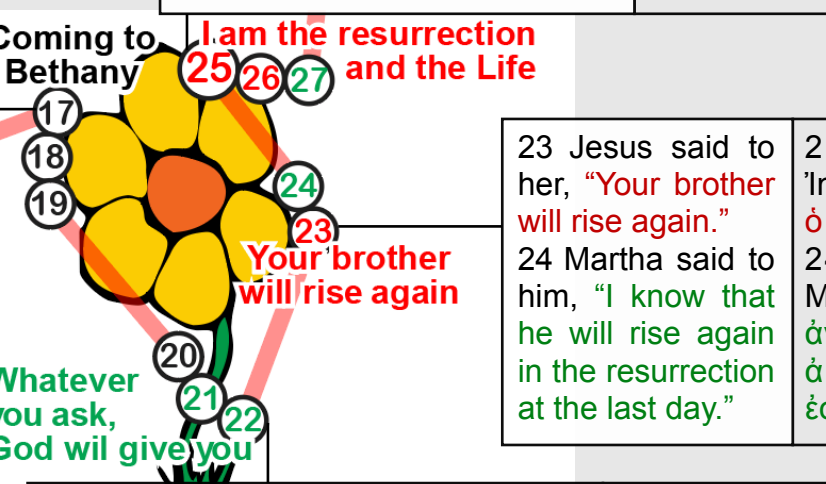 Coming to
Bethany
I am the resurrection
and the Life
25
26
27
17
18
19
24
23
Your brother
will rise again
20
21
22
Whatever
you ask,
God wil give you
23 Jesus said to
her, “Your brother
will rise again.”
24 Martha said to
him, “I know that
he will rise again
in the resurrection
at the last day.”